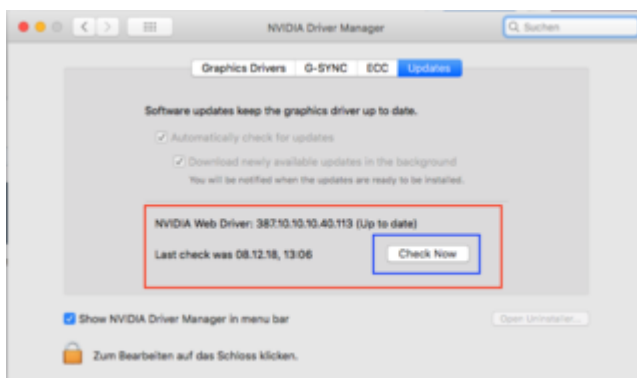 NVIDIA Driver Manager
Suchen
Graphics Drivers G-SYNC ECC Updates
Software updates keep the graphics driver up to date.
Automatically check for updates
Download newly available updates in the background
You will be notified when the updates are ready to be installed.
NVIDIA Web Driver: 387.10.10.10.40.113 (Up to date)
Last check was 08.12.18, 13:06 Check Now
Show NVIDIA Driver Manager in menu bar Open Uninstaller...
Zum Bearbeiten auf das Schloss klicken.